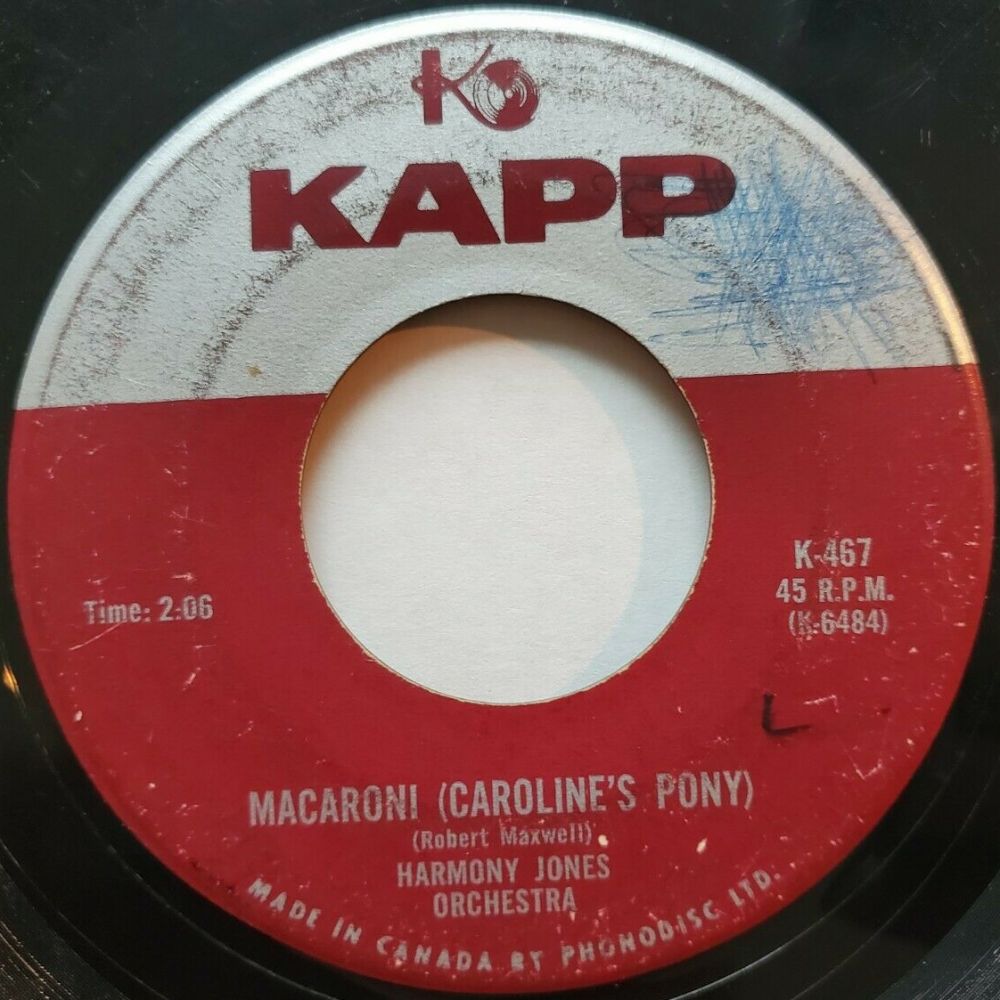 K
KAPP
K-467
45 R.P.M.
(K-6484)
Time: 2:06
L
MACARONI (CAROLINE'S PONY)
(Robert Maxwell)
HARMONY JONES
ORCHESTRA
MADE IN CANADA BY PHONODISC LTD.